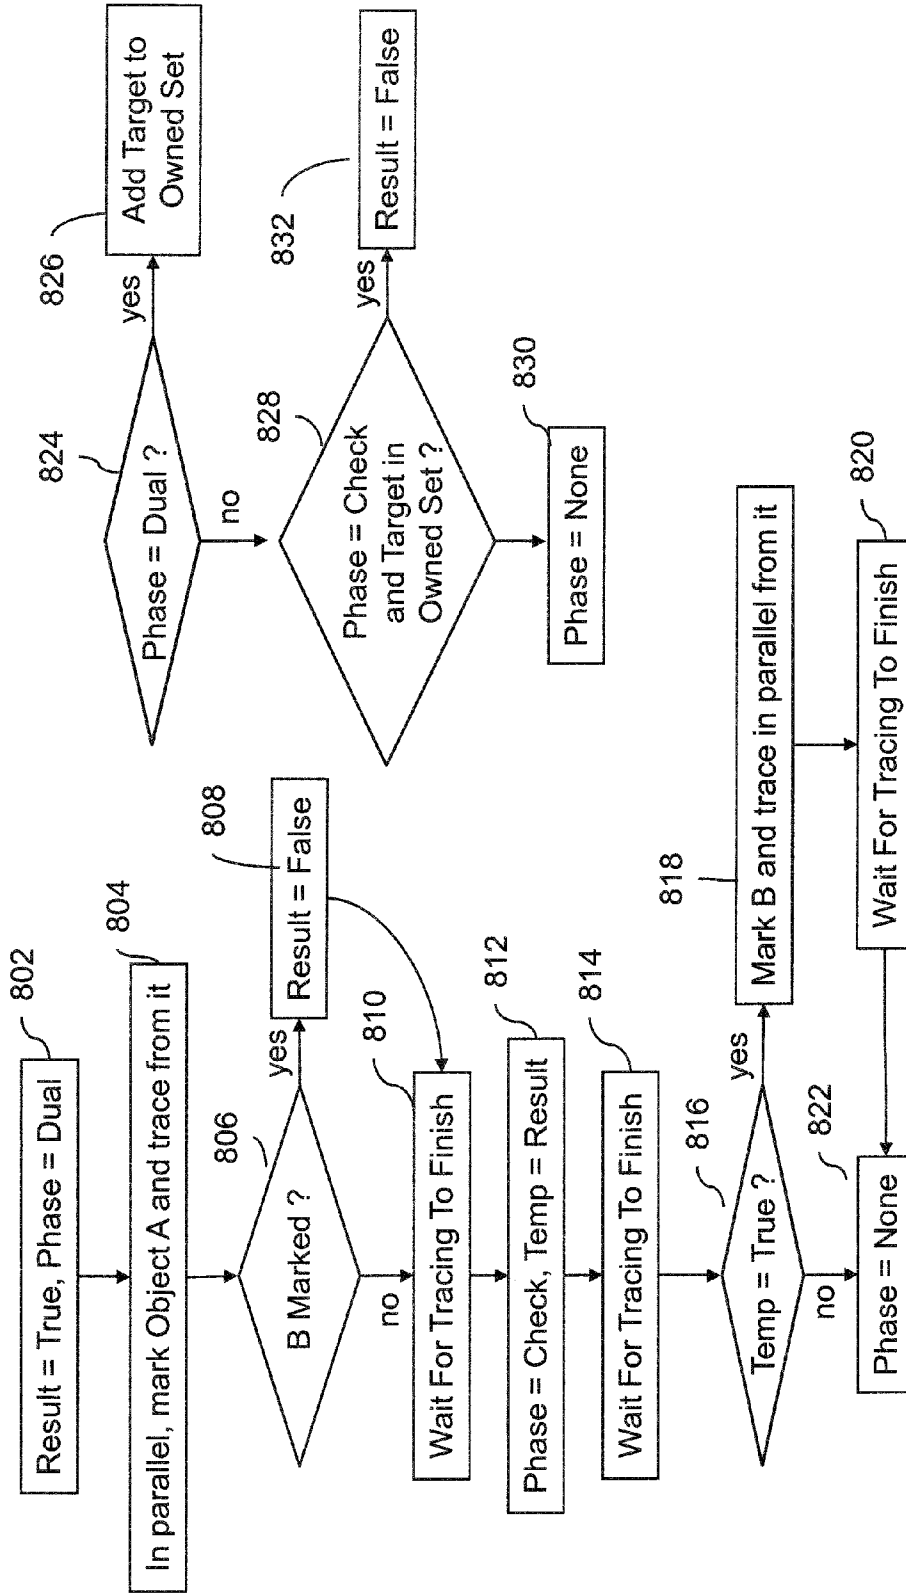 802
Result = True, Phase = Dual
804
In parallel, mark Object A and trace from it
806
B Marked ?
yes
808
Result = False
no
810
Wait For Tracing To Finish
812
Phase = Check, Temp = Result
814
Wait For Tracing To Finish
816
Temp = True ?
yes
818
Mark B and trace in parallel from it
820
Wait For Tracing To Finish
no
822
Phase = None
824
Phase = Dual ?
yes
826
Add Target to
Owned Set
no
828
Phase = Check
and Target in
Owned Set ?
yes
832
Result = False
830
Phase = None